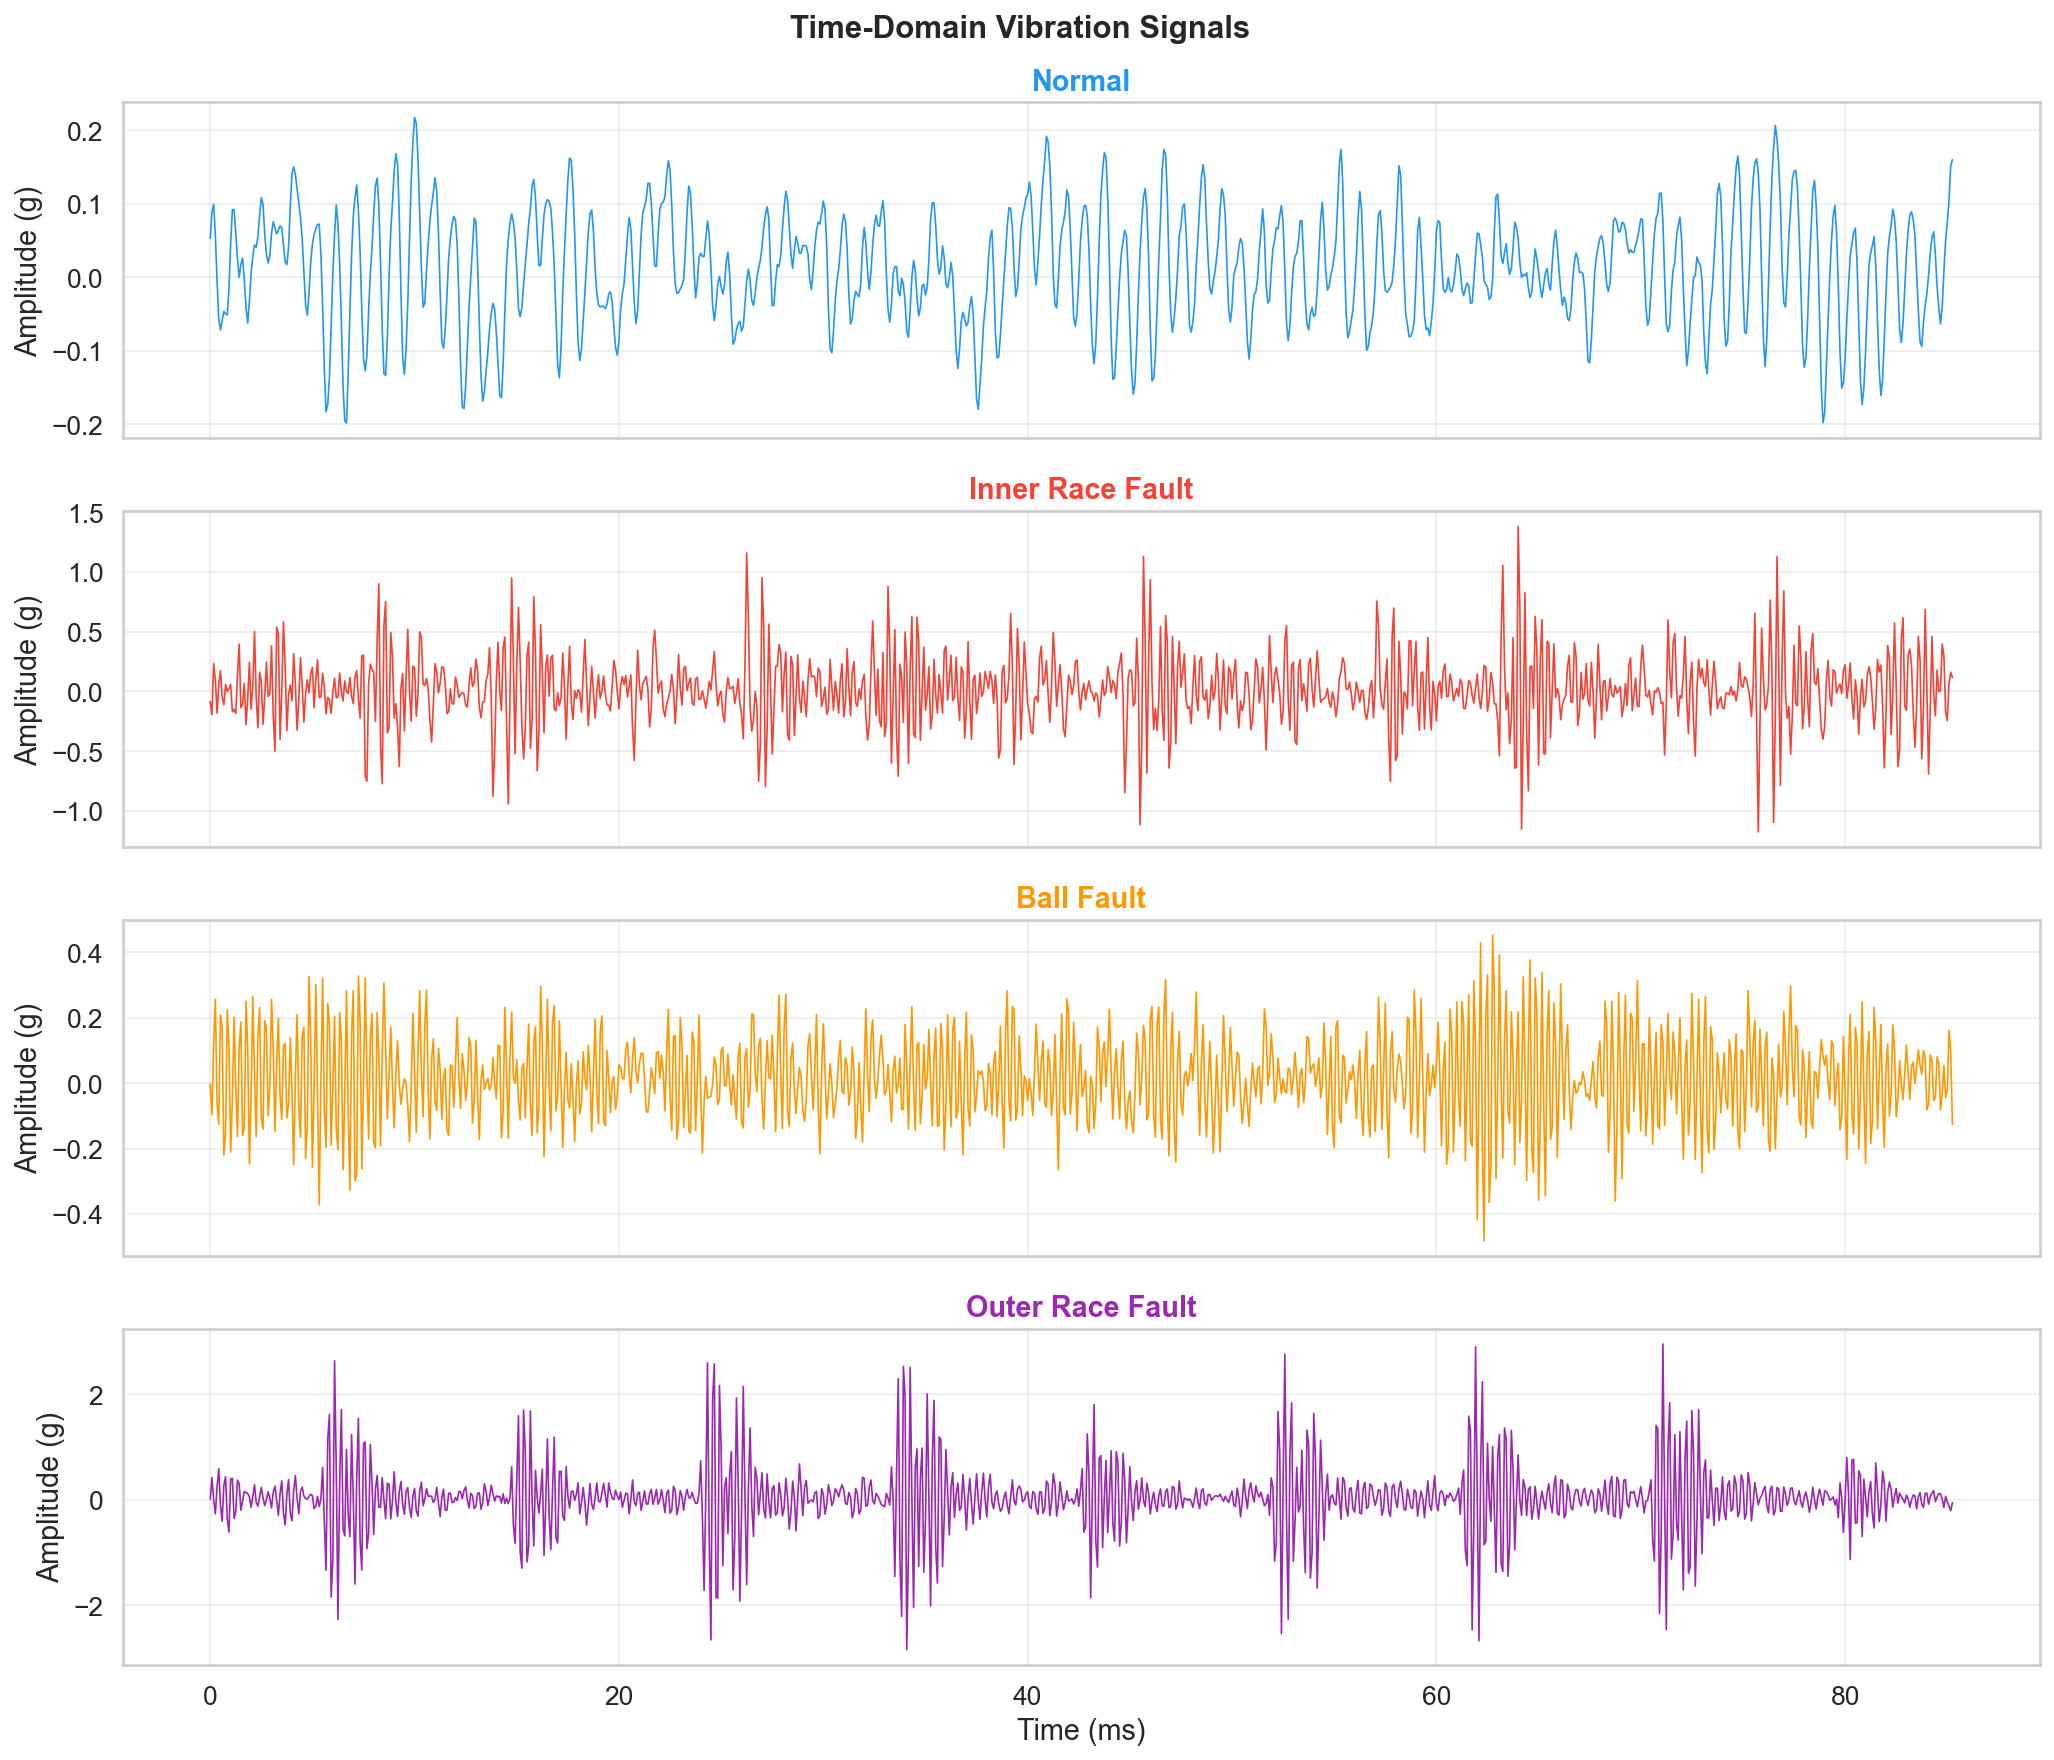 Time-Domain Vibration Signals
Normal
Amplitude (g)
0.2
0.1
0.0
−0.1
−0.2
Inner Race Fault
Amplitude (g)
1.5
1.0
0.5
0.0
−0.5
−1.0
Ball Fault
Amplitude (g)
0.4
0.2
0.0
−0.2
−0.4
Outer Race Fault
Amplitude (g)
2
0
−2
0 20 40 60 80
Time (ms)